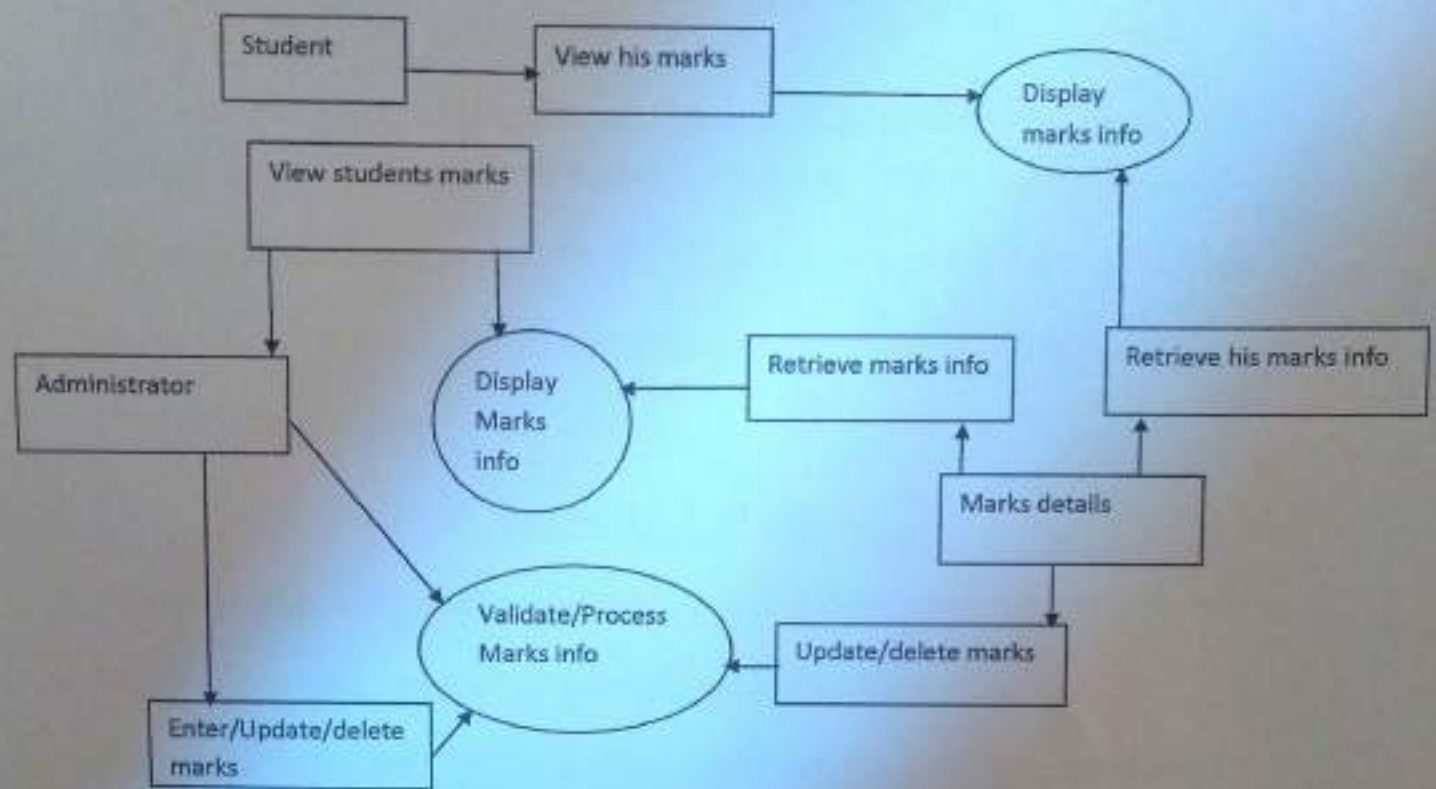 Student
View his marks
Display
marks info
View students marks
Administrator
Display
Marks
info
Retrieve marks info
Retrieve his marks info
Marks details
Validate/Process
Marks info
Update/delete marks
Enter/Update/delete
marks